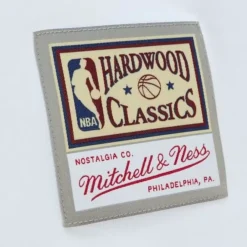 HARDWOOD
NBA
CLASSICS
NOSTALGIA CO.
Mitchell & Ness
PHILADELPHIA, PA.